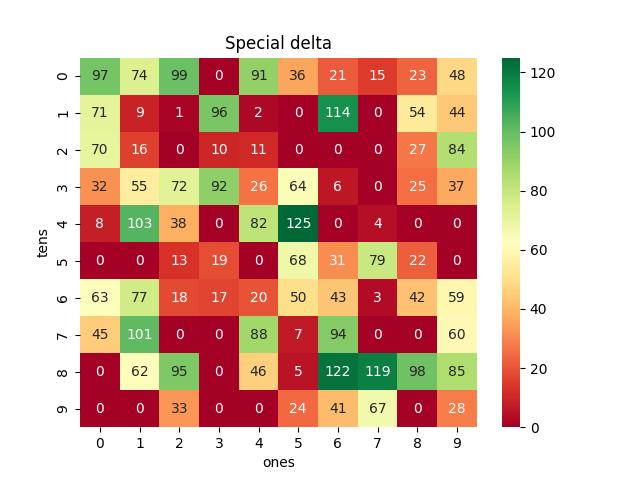 Special delta
0 97 74 99 0 91 36 21 15 23 48
1 71 9 1 96 2 0 114 0 54 44
2 70 16 0 10 11 0 0 0 27 84
3 32 55 72 92 26 64 6 0 25 37
4 8 103 38 0 82 125 0 4 0 0
5 0 0 13 19 0 68 31 79 22 0
6 63 77 18 17 20 50 43 3 42 59
7 45 101 0 0 88 7 94 0 0 60
8 0 62 95 0 46 5 122 119 98 85
9 0 0 33 0 0 24 41 67 0 28
0 1 2 3 4 5 6 7 8 9
ones
tens
120
100
80
60
40
20
0